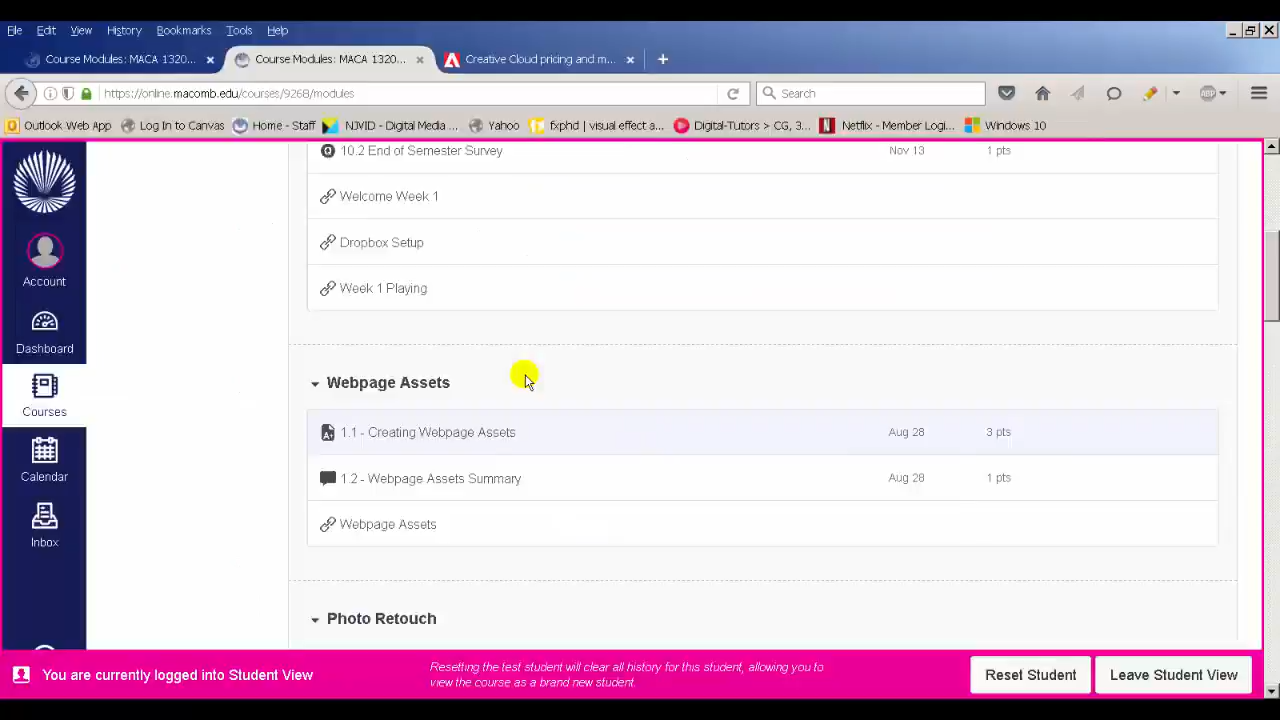 File Edit View History Bookmarks Tools Help
Course Modules: MACA 1320... × Course Modules: MACA 1320... × Creative Cloud pricing and m... × +
https://online.macomb.edu/courses/9268/modules Search ABP
Outlook Web App Log In to Canvas Home - Staff NJVID - Digital Media ... Yahoo fxphd | visual effect a... Digital-Tutors > CG, 3... Netflix - Member Logi... Windows 10
10.2 End of Semester Survey Nov 13 1 pts
Welcome Week 1
Dropbox Setup
Week 1 Playing
Account
Dashboard
Courses
Calendar
Inbox
Webpage Assets
1.1 - Creating Webpage Assets Aug 28 3 pts
1.2 - Webpage Assets Summary Aug 28 1 pts
Webpage Assets
Photo Retouch
You are currently logged into Student View
Resetting the test student will clear all history for this student, allowing you to
view the course as a brand new student.
Reset Student Leave Student View